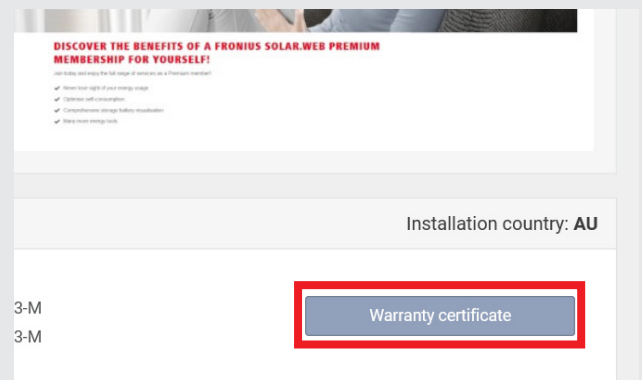 DISCOVER THE BENEFITS OF A FRONIUS SOLAR.WEB PREMIUM
MEMBERSHIP FOR YOURSELF!
Join today and enjoy the full range of services as a Premium member!
✔ Never lose sight of your energy usage
✔ Optimise self-consumption
✔ Comprehensive storage battery visualisation
✔ Many more energy tools
Installation country: AU
3-M
Warranty certificate
3-M